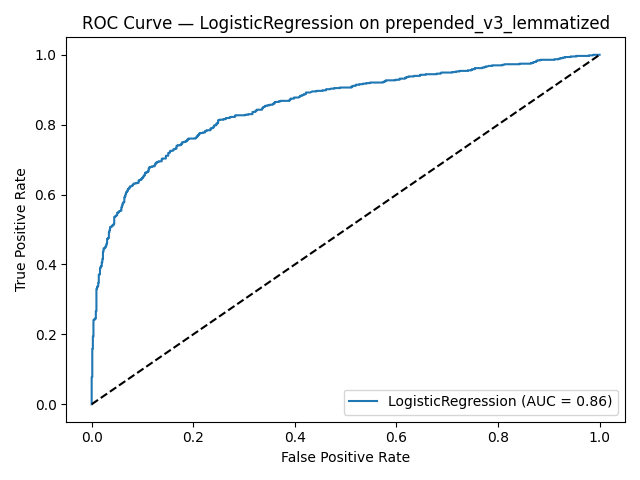 ROC Curve — LogisticRegression on prepended_v3_lemmatized
True Positive Rate
1.0
0.8
0.6
0.4
0.2
0.0
LogisticRegression (AUC = 0.86)
0.0 0.2 0.4 0.6 0.8 1.0
False Positive Rate